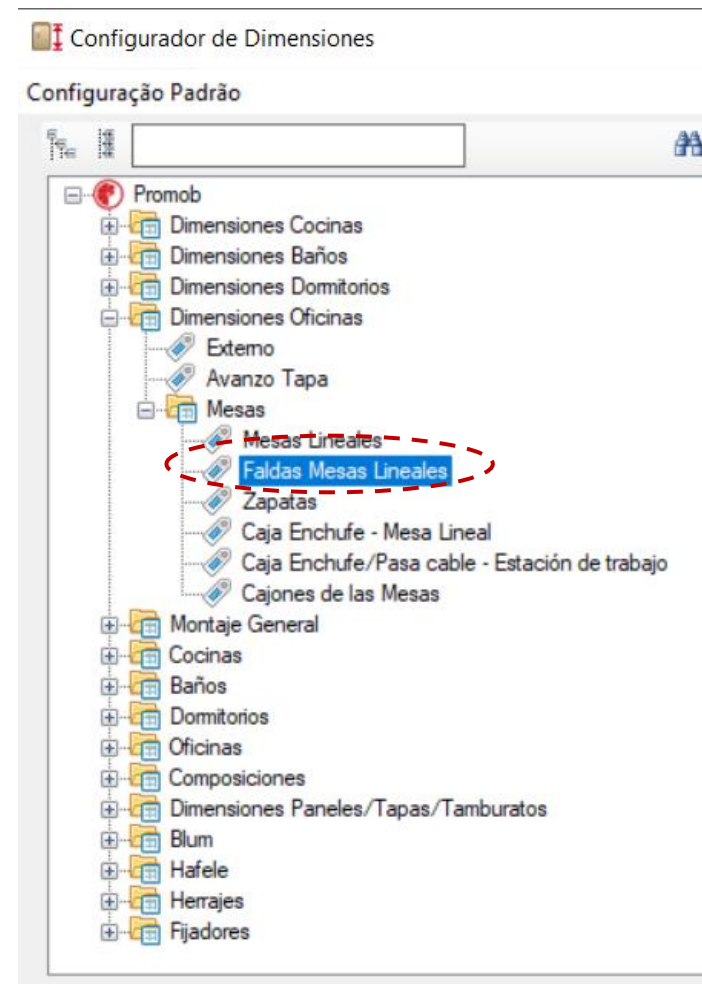 Configurador de Dimensiones
Configuração Padrão
Promob
Dimensiones Cocinas
Dimensiones Baños
Dimensiones Dormitorios
Dimensiones Oficinas
Externo
Avanzo Tapa
Mesas
Mesas Lineales
Faldas Mesas Lineales
Zapatas
Caja Enchufe - Mesa Lineal
Caja Enchufe/Pasa cable - Estación de trabajo
Cajones de las Mesas
Montaje General
Cocinas
Baños
Dormitorios
Oficinas
Composiciones
Dimensiones Paneles/Tapas/Tamburatos
Blum
Hafele
Herrajes
Fijadores